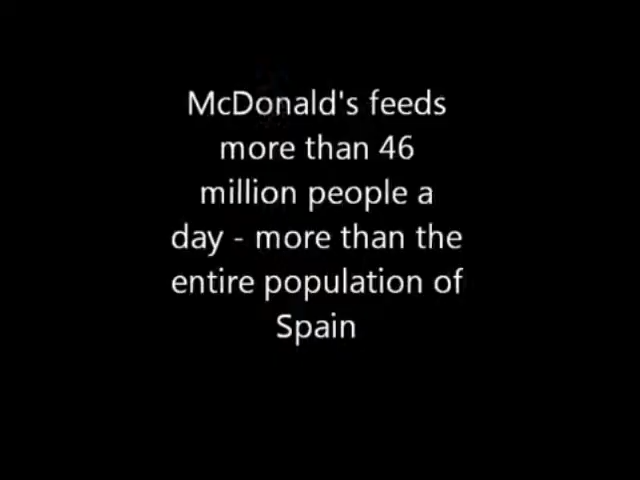 McDonald's feeds
more than 46
million people a
day - more than the
entire population of
Spain